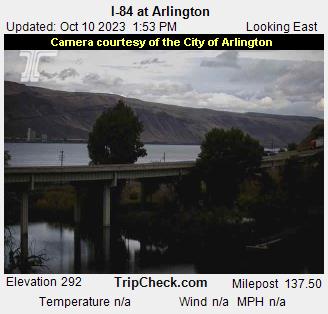 I-84 at Arlington
Updated: Oct 10 2023 1:53 PM Looking East
Camera courtesy of the City of Arlington
Elevation 292 TripCheck.com Milepost 137.50
Temperature n/a Wind n/a MPH n/a